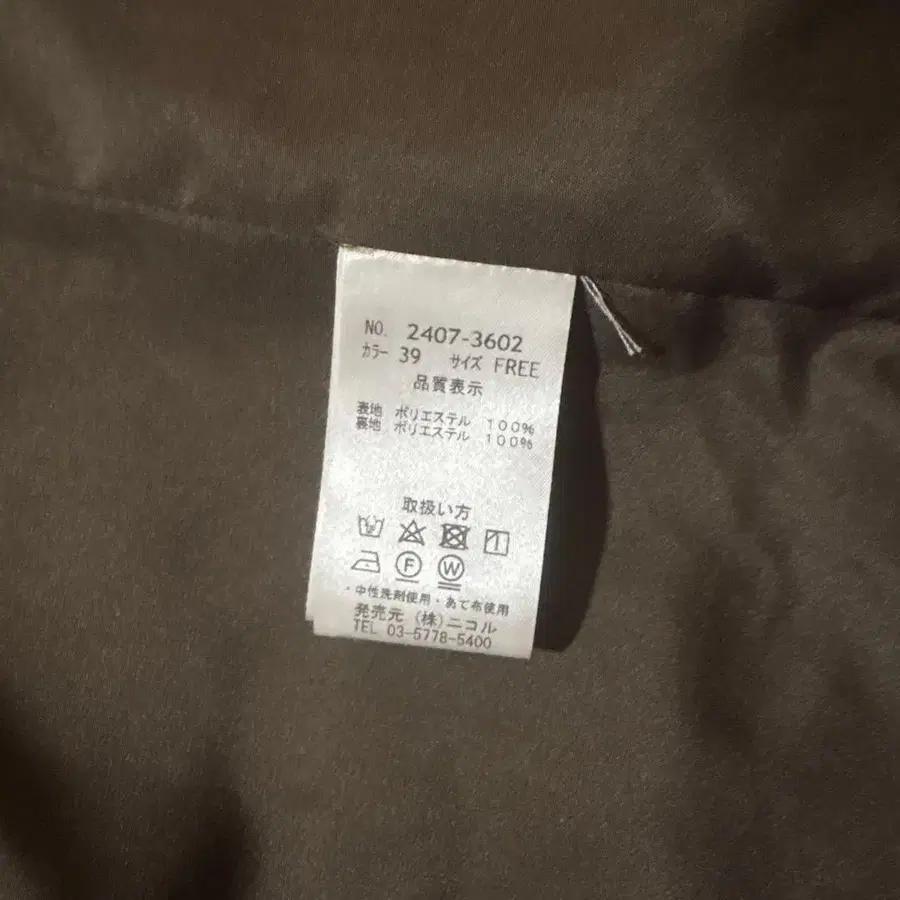 NO. 2407-3602
カラー 39 サイズ FREE
品質表示
表地 ポリエステル 100%
裏地 ポリエステル 100%
取扱い方
F W
・中性洗剤使用・あて布使用
発売元 (株)ニコル
TEL 03-5778-5400